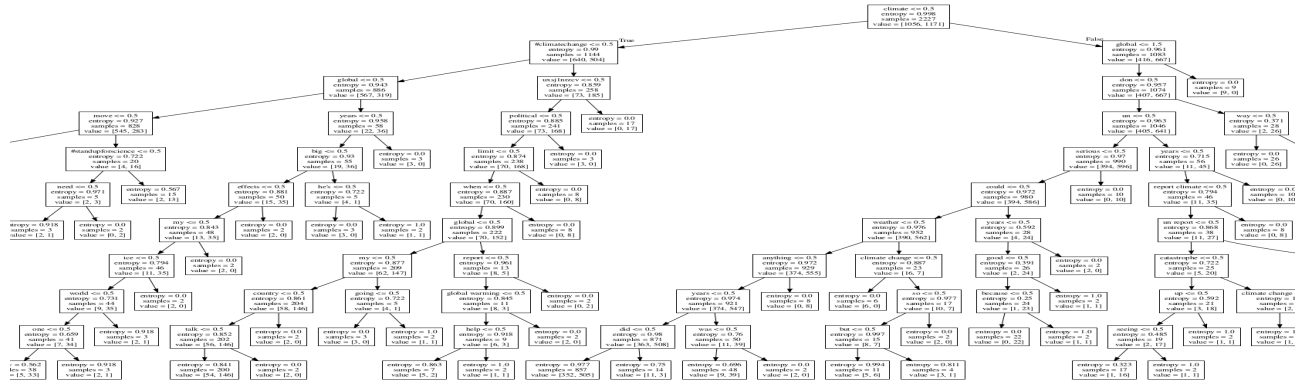 climate <= 0.5
entropy = 0.998
samples = 2227
value = [1056, 1171]
True
False
#climatechange <= 0.5
entropy = 0.99
samples = 1144
value = [640, 504]
global <= 1.5
entropy = 0.961
samples = 1083
value = [416, 667]
global <= 0.5
entropy = 0.943
samples = 886
value = [567, 319]
entropy = 0.859
samples = 258
value = [73, 185]
don <= 0.5
entropy = 0.957
samples = 1074
value = [407, 667]
entropy = 0.0
samples = 9
value = [9, 0]
move <= 0.5
entropy = 0.927
samples = 828
value = [545, 283]
years <= 0.5
entropy = 0.958
samples = 58
value = [22, 36]
political <= 0.5
entropy = 0.885
samples = 241
value = [73, 168]
entropy = 0.0
samples = 17
value = [0, 17]
un <= 0.5
entropy = 0.963
samples = 1046
value = [405, 641]
way <= 0.5
entropy = 0.371
samples = 28
value = [2, 26]
#standupforscience <= 0.5
entropy = 0.722
samples = 20
value = [4, 16]
big <= 0.5
entropy = 0.93
samples = 55
value = [19, 36]
entropy = 0.0
samples = 3
value = [3, 0]
limit <= 0.5
entropy = 0.874
samples = 238
value = [70, 168]
entropy = 0.0
samples = 3
value = [3, 0]
serious <= 0.5
entropy = 0.97
samples = 990
value = [394, 596]
years <= 0.5
entropy = 0.715
samples = 56
value = [11, 45]
entropy = 0.0
samples = 26
value = [0, 26]
need <= 0.5
entropy = 0.971
samples = 5
value = [2, 3]
entropy = 0.567
samples = 15
value = [2, 13]
effects <= 0.5
entropy = 0.881
samples = 50
value = [15, 35]
he's <= 0.5
entropy = 0.722
samples = 5
value = [4, 1]
when <= 0.5
entropy = 0.887
samples = 230
value = [70, 160]
entropy = 0.0
samples = 8
value = [0, 8]
could <= 0.5
entropy = 0.972
samples = 980
value = [394, 586]
entropy = 0.0
samples = 10
value = [0, 10]
report climate <= 0.5
entropy = 0.794
samples = 46
value = [11, 35]
samples = 10
samples = 3
value = [2, 1]
entropy = 0.0
samples = 2
value = [0, 2]
my <= 0.5
entropy = 0.843
samples = 48
value = [13, 35]
entropy = 0.0
samples = 2
value = [2, 0]
entropy = 0.0
samples = 3
value = [3, 0]
entropy = 1.0
samples = 2
value = [1, 1]
global <= 0.5
entropy = 0.899
samples = 222
value = [70, 152]
entropy = 0.0
samples = 8
value = [0, 8]
weather <= 0.5
entropy = 0.976
samples = 952
value = [390, 562]
years <= 0.5
entropy = 0.592
samples = 28
value = [4, 24]
un report <= 0.5
entropy = 0.868
samples = 38
value = [11, 27]
entropy = 0.0
samples = 8
value = [0, 8]
ice <= 0.5
entropy = 0.794
samples = 46
value = [11, 35]
entropy = 0.0
samples = 2
value = [2, 0]
my <= 0.5
entropy = 0.877
samples = 209
value = [62, 147]
report <= 0.5
entropy = 0.961
samples = 13
value = [8, 5]
anything <= 0.5
entropy = 0.972
samples = 929
value = [374, 555]
climate change <= 0.5
entropy = 0.887
samples = 23
value = [16, 7]
good <= 0.5
entropy = 0.391
samples = 26
value = [2, 24]
entropy = 0.0
samples = 2
value = [2, 0]
catastrophe <= 0.5
entropy = 0.722
samples = 25
value = [5, 20]
world <= 0.5
entropy = 0.731
samples = 44
value = [9, 35]
entropy = 0.0
samples = 2
value = [2, 0]
country <= 0.5
entropy = 0.861
samples = 204
value = [58, 146]
going <= 0.5
entropy = 0.722
samples = 5
value = [4, 1]
global warming <= 0.5
entropy = 0.845
samples = 11
value = [8, 3]
entropy = 0.0
samples = 2
value = [0, 2]
years <= 0.5
entropy = 0.974
samples = 921
value = [374, 547]
entropy = 0.0
samples = 8
value = [0, 8]
entropy = 0.0
samples = 6
value = [6, 0]
so <= 0.5
entropy = 0.977
samples = 17
value = [10, 7]
because <= 0.5
entropy = 0.25
samples = 24
value = [1, 23]
entropy = 1.0
samples = 2
value = [1, 1]
up <= 0.5
entropy = 0.592
samples = 21
value = [3, 18]
climate change
one <= 0.5
entropy = 0.659
samples = 41
value = [7, 34]
entropy = 0.918
samples = 3
value = [2, 1]
talk <= 0.5
entropy = 0.852
samples = 202
value = [56, 146]
entropy = 0.0
samples = 2
value = [2, 0]
entropy = 0.0
samples = 3
value = [3, 0]
entropy = 1.0
samples = 2
value = [1, 1]
help <= 0.5
entropy = 0.918
samples = 9
value = [6, 3]
entropy = 0.0
samples = 2
value = [2, 0]
did <= 0.5
entropy = 0.98
samples = 871
value = [363, 508]
was <= 0.5
entropy = 0.76
samples = 50
value = [11, 39]
but <= 0.5
entropy = 0.997
samples = 15
value = [8, 7]
entropy = 0.0
samples = 2
value = [2, 0]
entropy = 0.0
samples = 22
value = [0, 22]
entropy = 1.0
samples = 2
value = [1, 1]
seeing <= 0.5
entropy = 0.485
samples = 19
value = [2, 17]
entropy = 1.0
samples = 2
value = [1, 1]
= 0.562
= 38
= [5, 33]
entropy = 0.918
samples = 3
value = [2, 1]
entropy = 0.841
samples = 200
value = [54, 146]
entropy = 0.0
samples = 2
value = [2, 0]
entropy = 0.863
samples = 7
value = [5, 2]
entropy = 1.0
samples = 2
value = [1, 1]
entropy = 0.977
samples = 857
value = [352, 505]
entropy = 0.75
samples = 14
value = [11, 3]
entropy = 0.696
samples = 48
value = [9, 39]
entropy = 0.0
samples = 2
value = [2, 0]
entropy = 0.994
samples = 11
value = [5, 6]
entropy = 0.811
samples = 4
value = [3, 1]
entropy = 0.323
samples = 17
value = [1, 16]
entropy = 1.0
samples = 2
value = [1, 1]